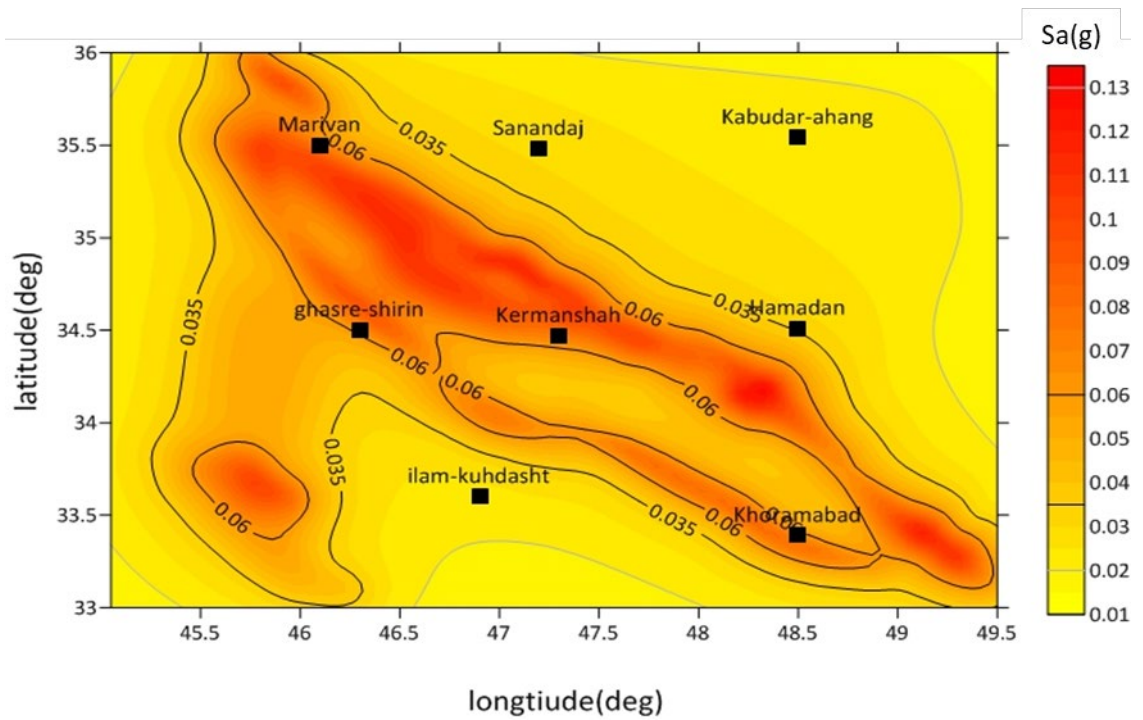 Sa(g)
36
35.5
35
34.5
34
33.5
33
latitude(deg)
45.5 46 46.5 47 47.5 48 48.5 49 49.5
longtiude(deg)
Marivan
Sanandaj
Kabudar-ahang
ghasre-shirin
Kermanshah
Hamadan
ilam-kuhdasht
Khoramabad
0.035
0.06
0.035
0.06
0.035
0.06
0.06
0.06
0.035
0.06
0.035
0.06
0.06
0.13
0.12
0.11
0.1
0.09
0.08
0.07
0.06
0.05
0.04
0.03
0.02
0.01